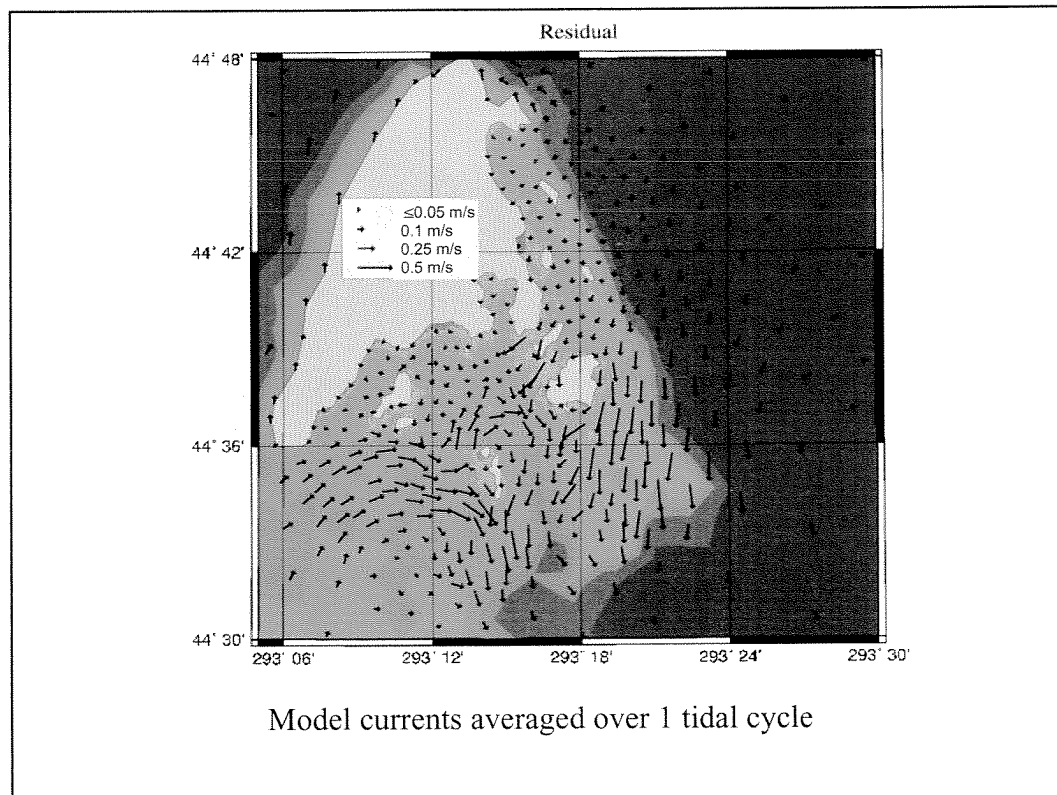 Residual
44° 48'
44° 42'
44° 36'
44° 30'
≤0.05 m/s
0.1 m/s
0.25 m/s
0.5 m/s
293° 06' 293° 12' 293° 18' 293° 24' 293° 30'
Model currents averaged over 1 tidal cycle